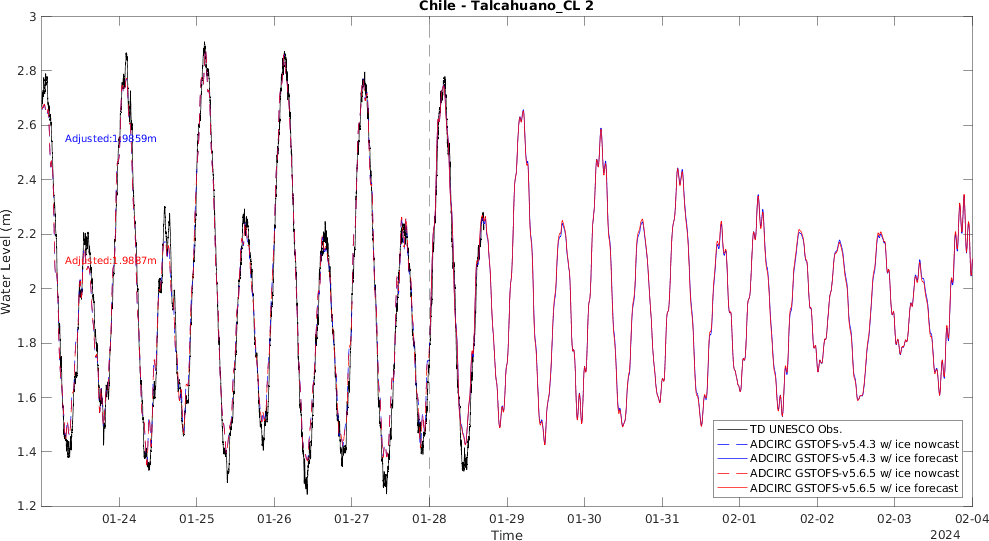 Chile - Talcahuano_CL 2
Water Level (m)
3
2.8
2.6
2.4
2.2
2
1.8
1.6
1.4
1.2
Adjusted:1.9859m
Adjusted:1.9887m
TD UNESCO Obs.
ADCIRC GSTOFS-v5.4.3 w/ ice nowcast
ADCIRC GSTOFS-v5.4.3 w/ ice forecast
ADCIRC GSTOFS-v5.6.5 w/ ice nowcast
ADCIRC GSTOFS-v5.6.5 w/ ice forecast
01-24 01-25 01-26 01-27 01-28 01-29 01-30 01-31 02-01 02-02 02-03 02-04
Time
2024